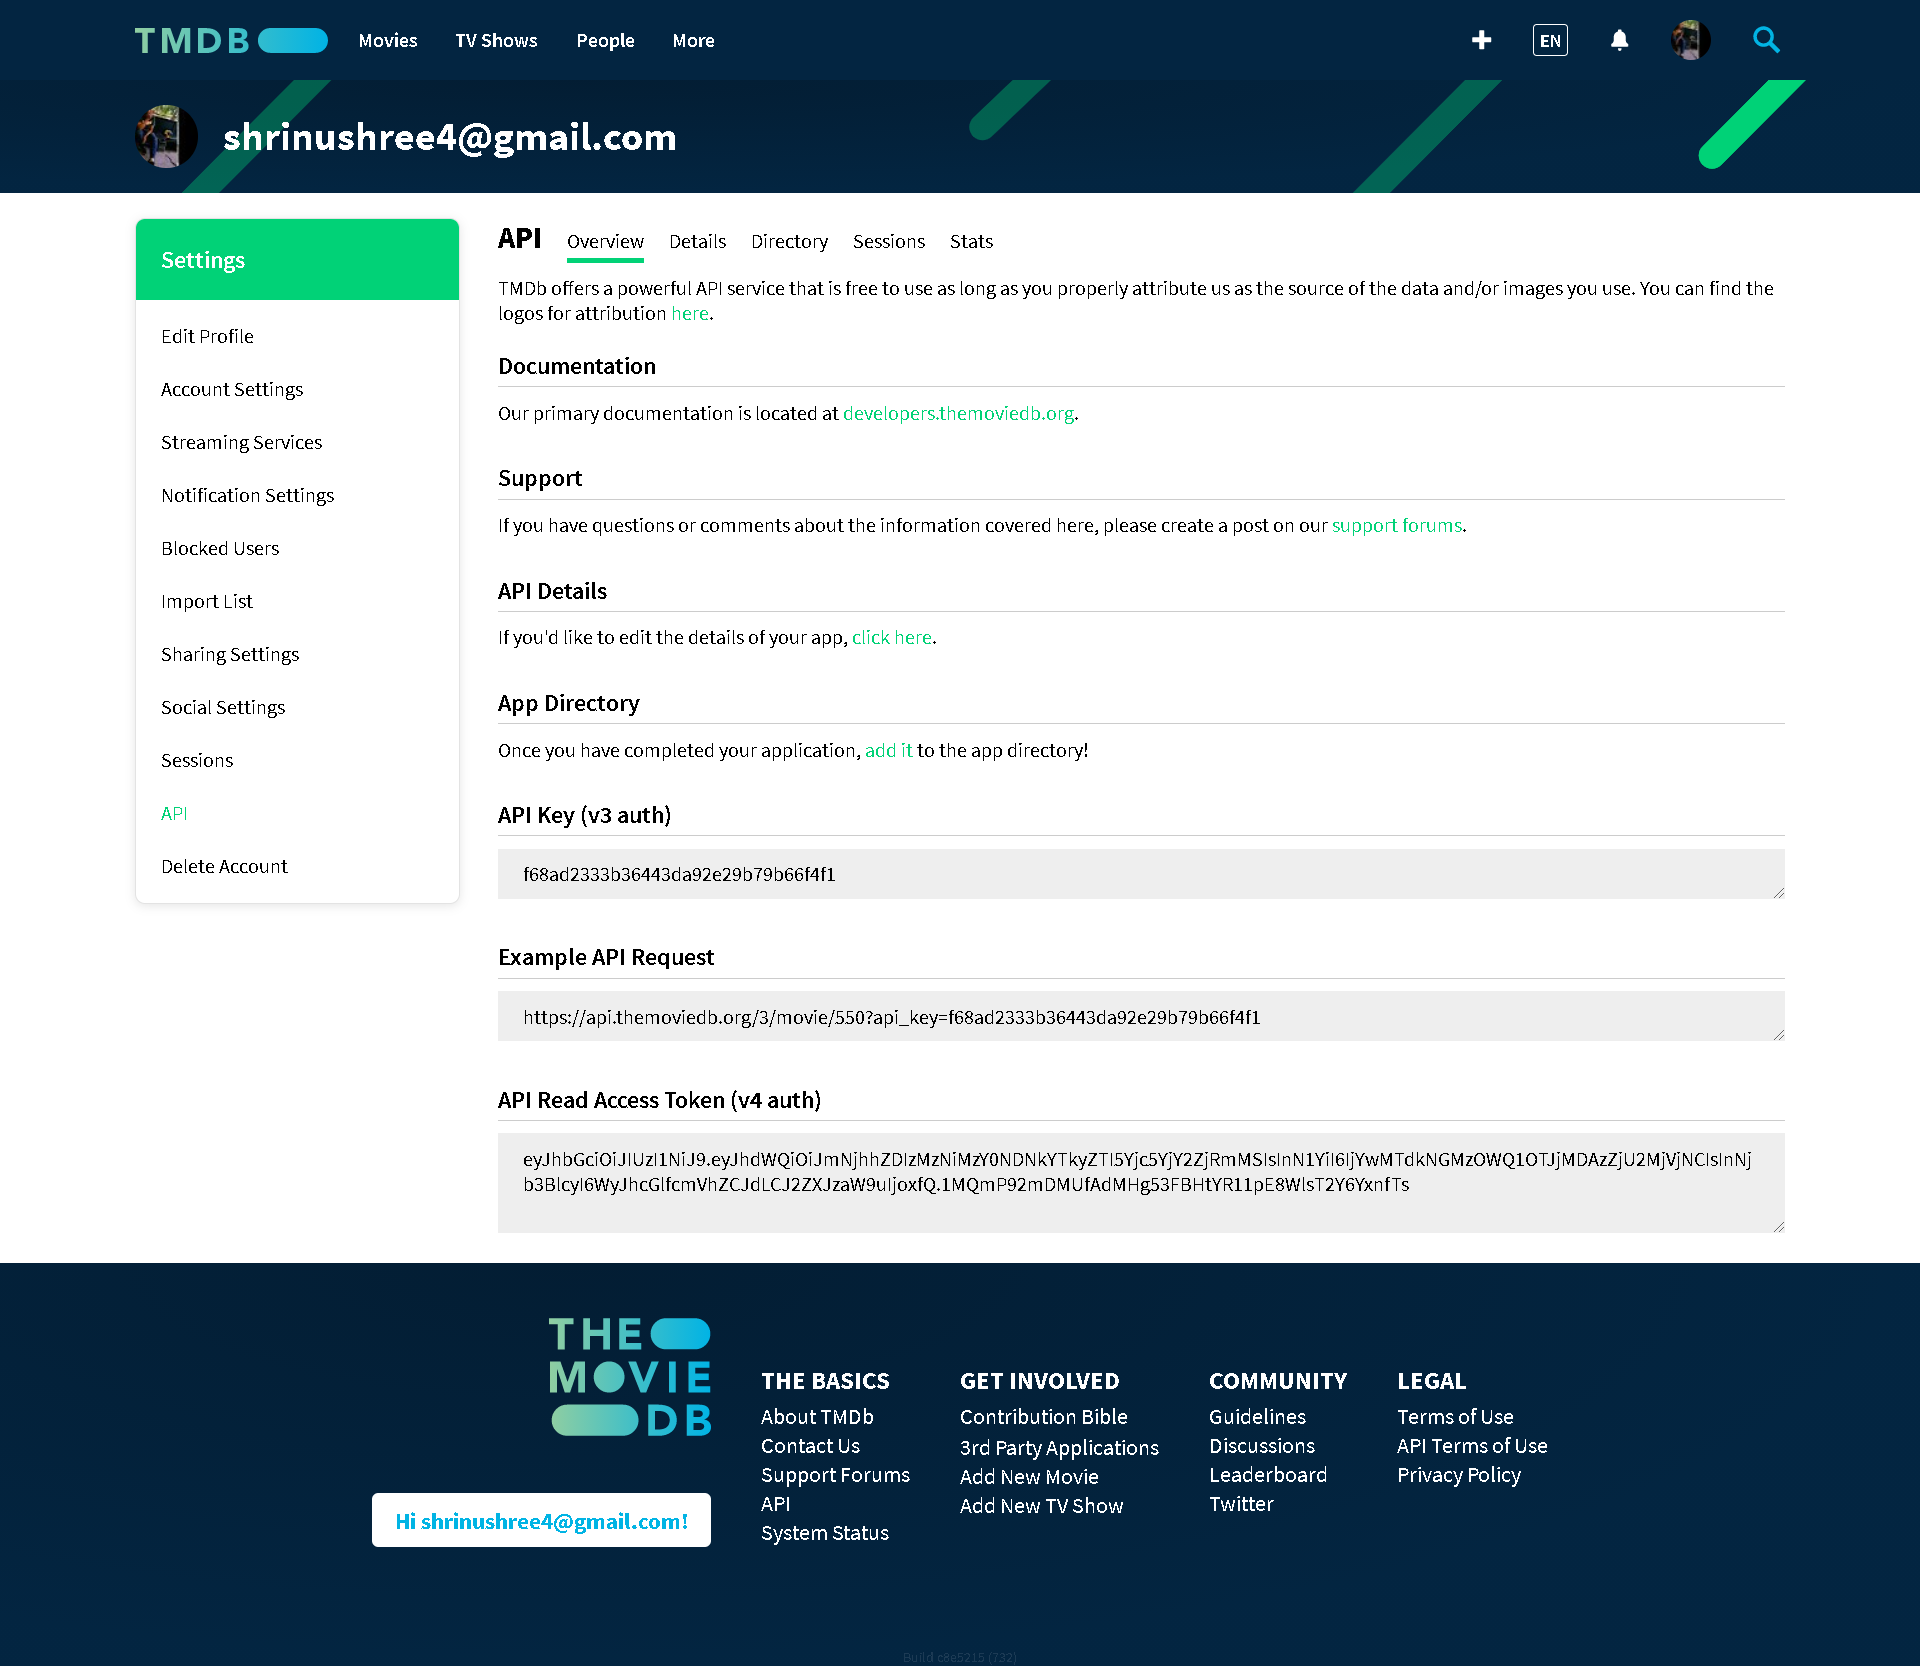 TMDB
Movies
TV Shows
People
More
EN
shrinushree4@gmail.com
Settings
Edit Profile
Account Settings
Streaming Services
Notification Settings
Blocked Users
Import List
Sharing Settings
Social Settings
Sessions
API
Delete Account
API
Overview
Details
Directory
Sessions
Stats
TMDb offers a powerful API service that is free to use as long as you properly attribute us as the source of the data and/or images you use. You can find the
logos for attribution here.
Documentation
Our primary documentation is located at developers.themoviedb.org.
Support
If you have questions or comments about the information covered here, please create a post on our support forums.
API Details
If you'd like to edit the details of your app, click here.
App Directory
Once you have completed your application, add it to the app directory!
API Key (v3 auth)
f68ad2333b36443da92e29b79b66f4f1
Example API Request
https://api.themoviedb.org/3/movie/550?api_key=f68ad2333b36443da92e29b79b66f4f1
API Read Access Token (v4 auth)
eyJhbGciOiJIUzI1NiJ9.eyJhdWQiOiJmNjhhZDIzMzNiMzY0NDNkYTkyZTI5Yjc5YjY2ZjRmMSIsInN1YiI6IjYwMTdkNGMzOWQ1OTJjMDAzZjU2MjVjNCIsInNj
b3BlcyI6WyJhcGlfcmVhZCJdLCJ2ZXJzaW9uIjoxfQ.1MQmP92mDMUfAdMHg53FBHtYR11pE8WlsT2Y6YxnfTs
THE
MOVIE
DB
Hi shrinushree4@gmail.com!
THE BASICS
About TMDb
Contact Us
Support Forums
API
System Status
GET INVOLVED
Contribution Bible
3rd Party Applications
Add New Movie
Add New TV Show
COMMUNITY
Guidelines
Discussions
Leaderboard
Twitter
LEGAL
Terms of Use
API Terms of Use
Privacy Policy
Build c8e5215 (732)